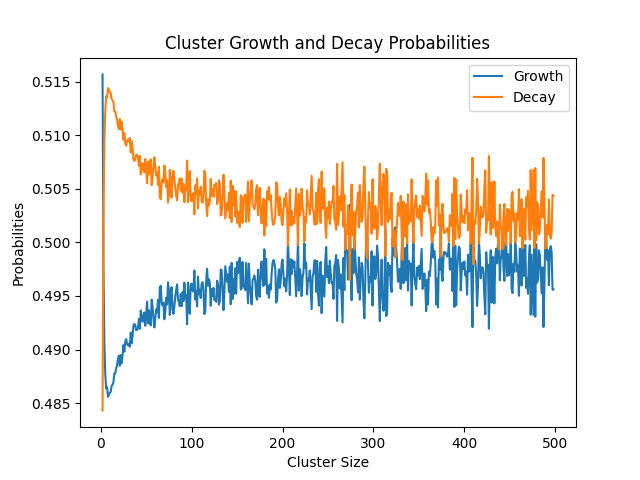 Cluster Growth and Decay Probabilities
Growth
Decay
0.515
0.510
0.505
0.500
0.495
0.490
0.485
Probabilities
0 100 200 300 400 500
Cluster Size